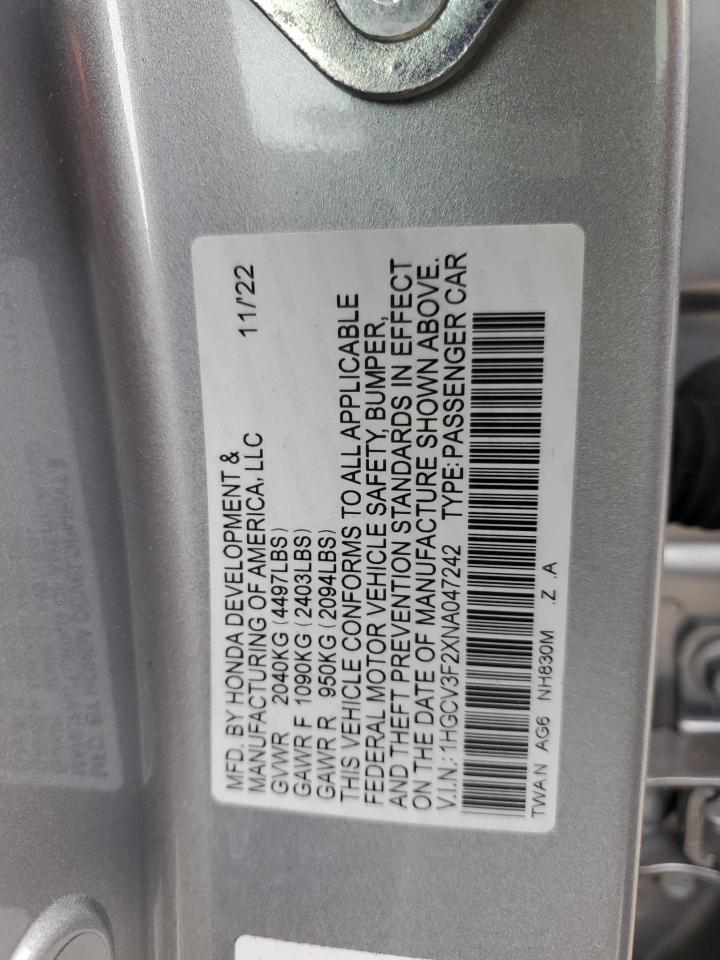 MFD. BY HONDA DEVELOPMENT &
MANUFACTURING OF AMERICA, LLC 11/'22
GVWR 2040KG (4497LBS)
GAWR F 1090KG (2403LBS)
GAWR R 950KG (2094LBS)
THIS VEHICLE CONFORMS TO ALL APPLICABLE
FEDERAL MOTOR VEHICLE SAFETY, BUMPER,
AND THEFT PREVENTION STANDARDS IN EFFECT
ON THE DATE OF MANUFACTURE SHOWN ABOVE.
V.I.N.: 1HGCV3F2XNA047242 TYPE: PASSENGER CAR
TWA N AG6 NH830M .Z .A